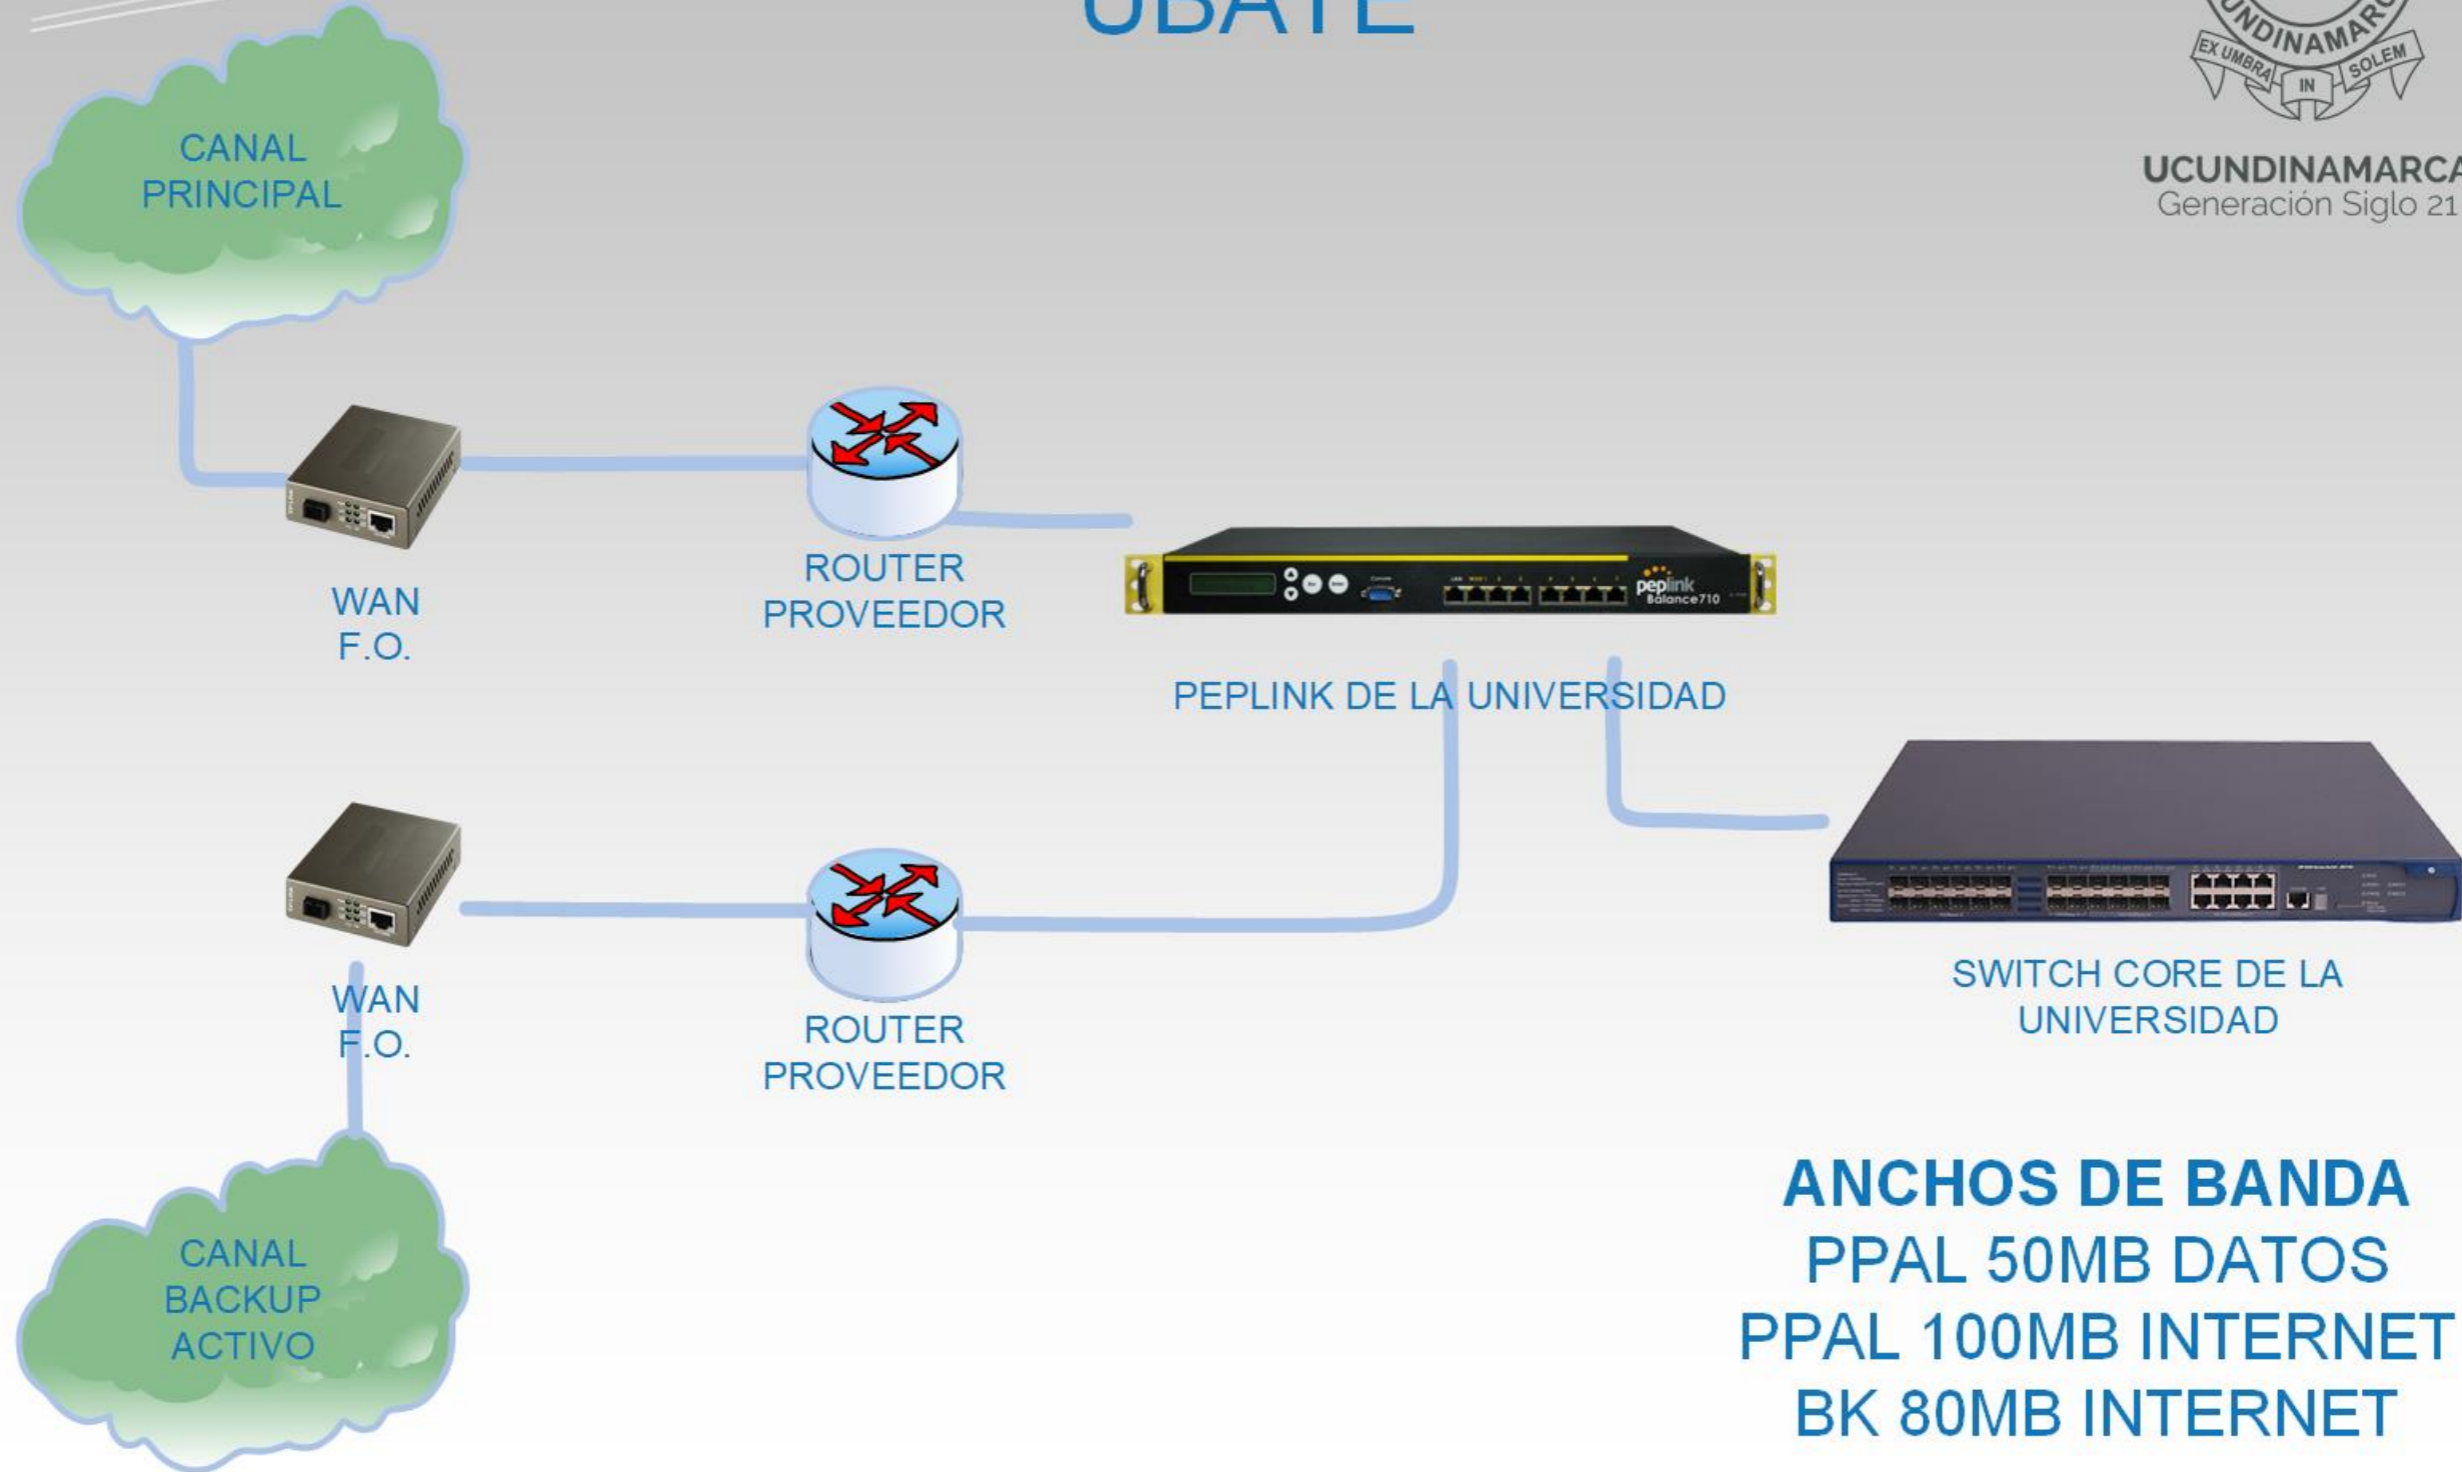 UBATE
EX UMBRA IN SOLEM
UCUNDINAMARCA
Generación Siglo 21
CANAL
PRINCIPAL
WAN
F.O.
ROUTER
PROVEEDOR
peplink
Balance710
PEPLINK DE LA UNIVERSIDAD
WAN
F.O.
ROUTER
PROVEEDOR
SWITCH CORE DE LA
UNIVERSIDAD
CANAL
BACKUP
ACTIVO
ANCHOS DE BANDA
PPAL 50MB DATOS
PPAL 100MB INTERNET
BK 80MB INTERNET